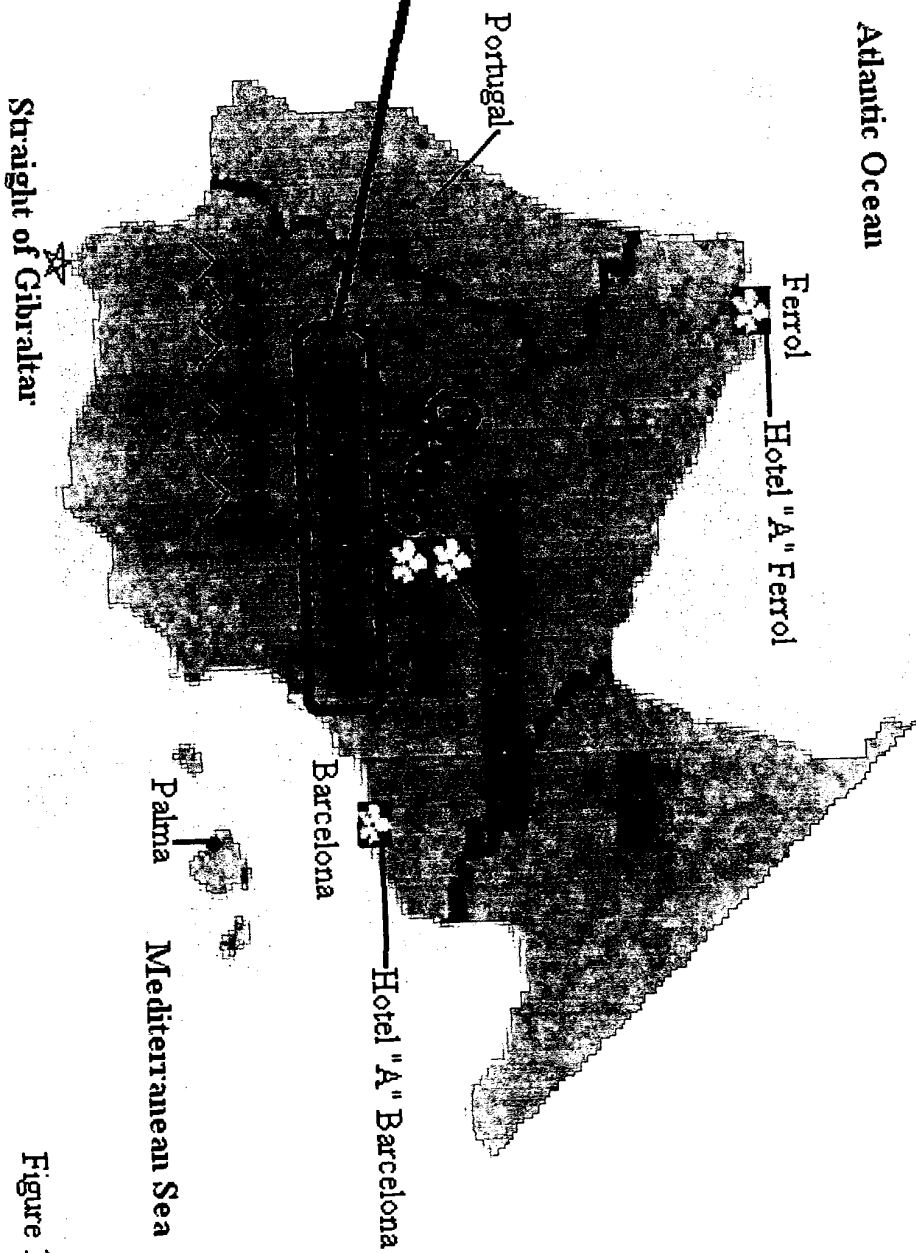 Atlantic Ocean
Ferrol
Hotel "A" Ferrol
Portugal
Barcelona
Hotel "A" Barcelona
Palma
Mediterranean Sea
Straight of Gibraltar
Figure